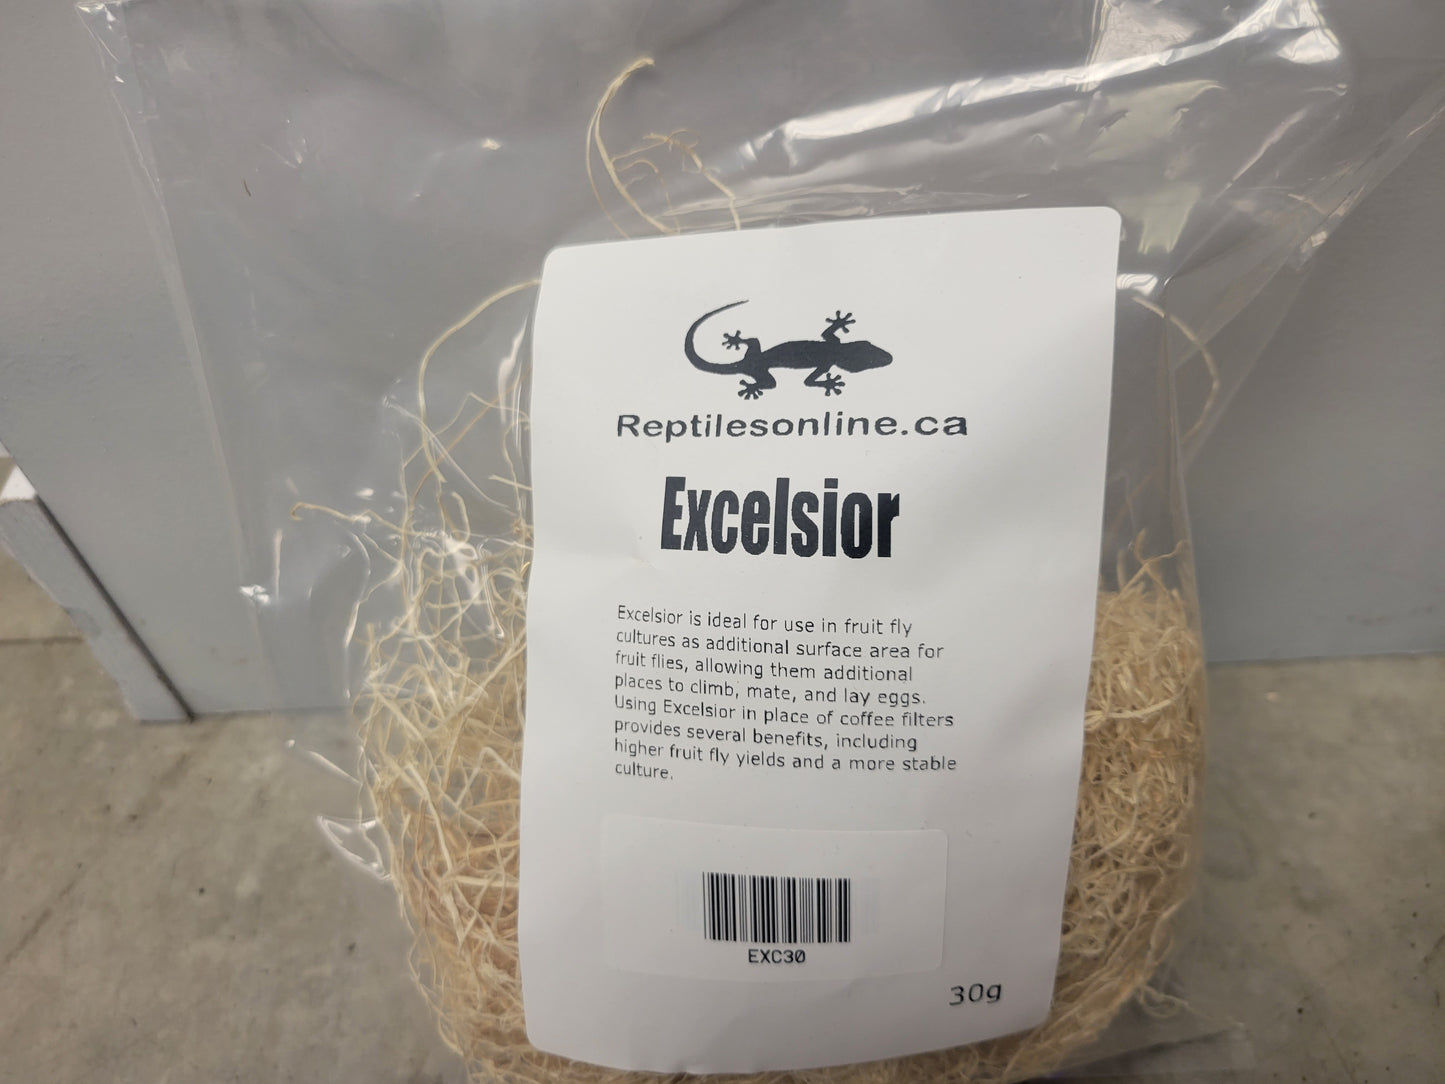 Reptilesonline.ca
Excelsior
Excelsior is ideal for use in fruit fly
cultures as additional surface area for
fruit flies, allowing them additional
places to climb, mate, and lay eggs.
Using Excelsior in place of coffee filters
provides several benefits, including
higher fruit fly yields and a more stable
culture.
EXC30
30g